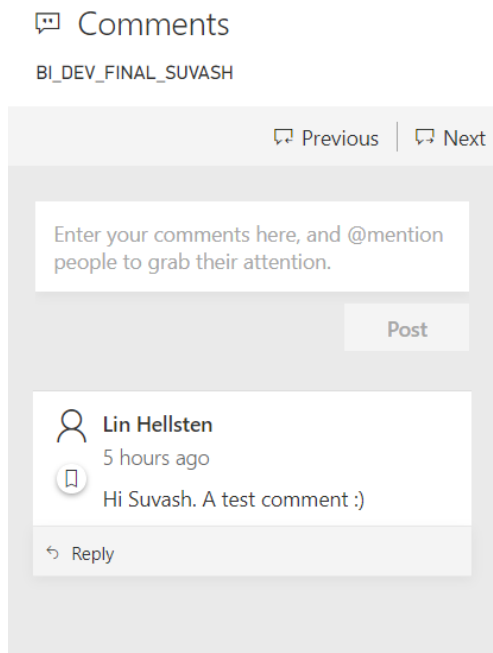 Comments
BI_DEV_FINAL_SUVASH
Previous | Next
Enter your comments here, and @mention
people to grab their attention.
Post
Lin Hellsten
5 hours ago
Hi Suvash. A test comment :)
Reply